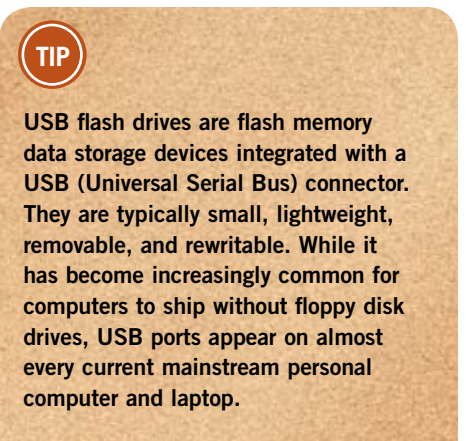 TIP
USB flash drives are flash memory
data storage devices integrated with a
USB (Universal Serial Bus) connector.
They are typically small, lightweight,
removable, and rewritable. While it
has become increasingly common for
computers to ship without floppy disk
drives, USB ports appear on almost
every current mainstream personal
computer and laptop.